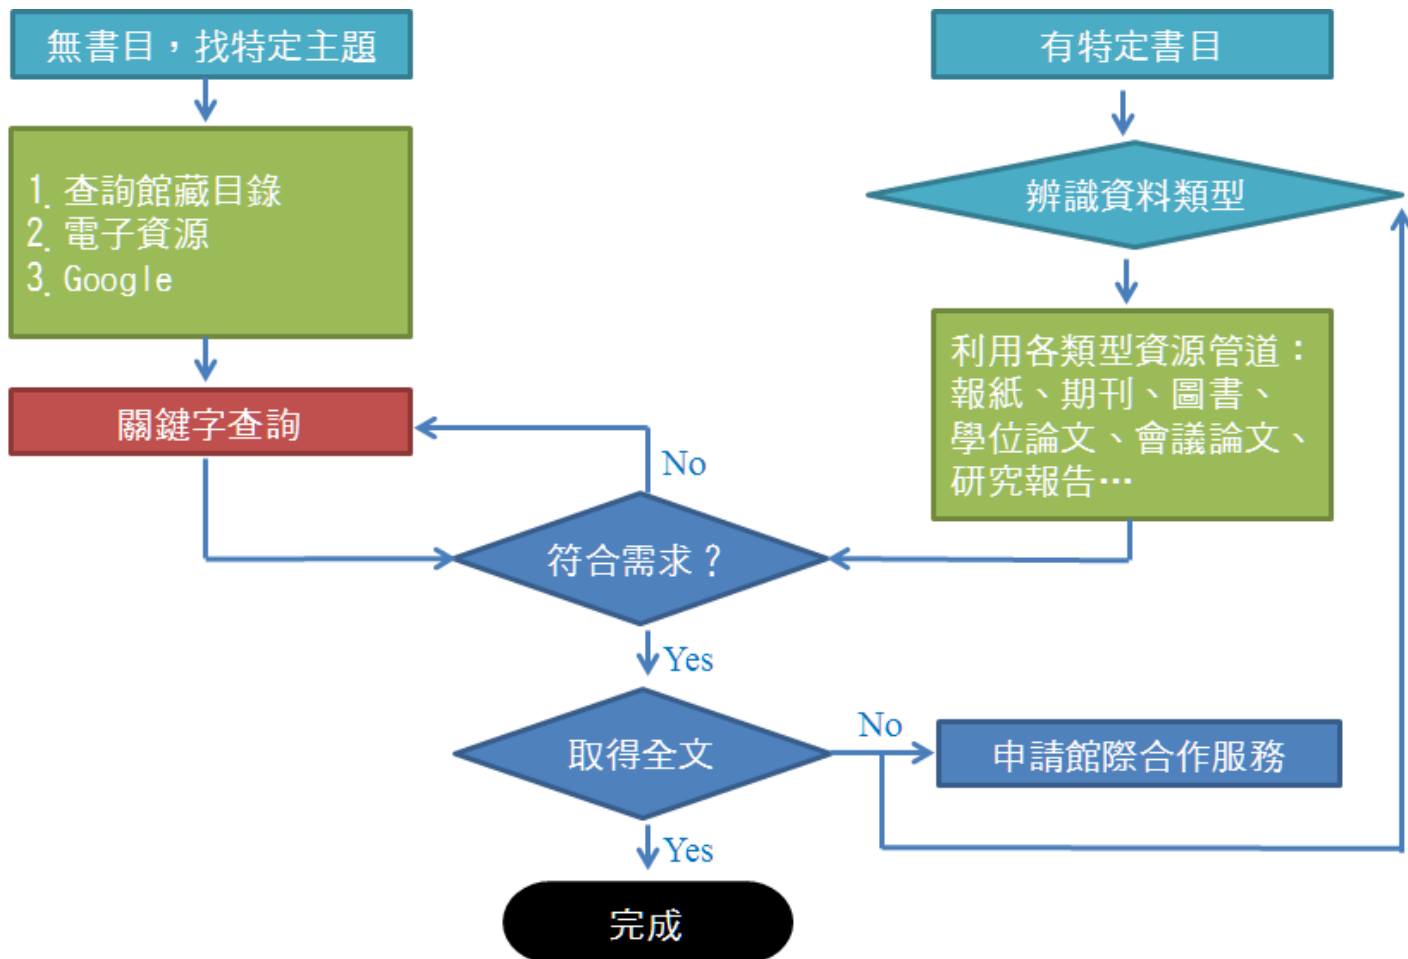 無書目，找特定主題
有特定書目
1. 查詢館藏目錄
2. 電子資源
3. Google
辨識資料類型
利用各類型資源管道：
報紙、期刊、圖書、
學位論文、會議論文、
研究報告…
關鍵字查詢
No
符合需求？
Yes
取得全文
No
申請館際合作服務
Yes
完成